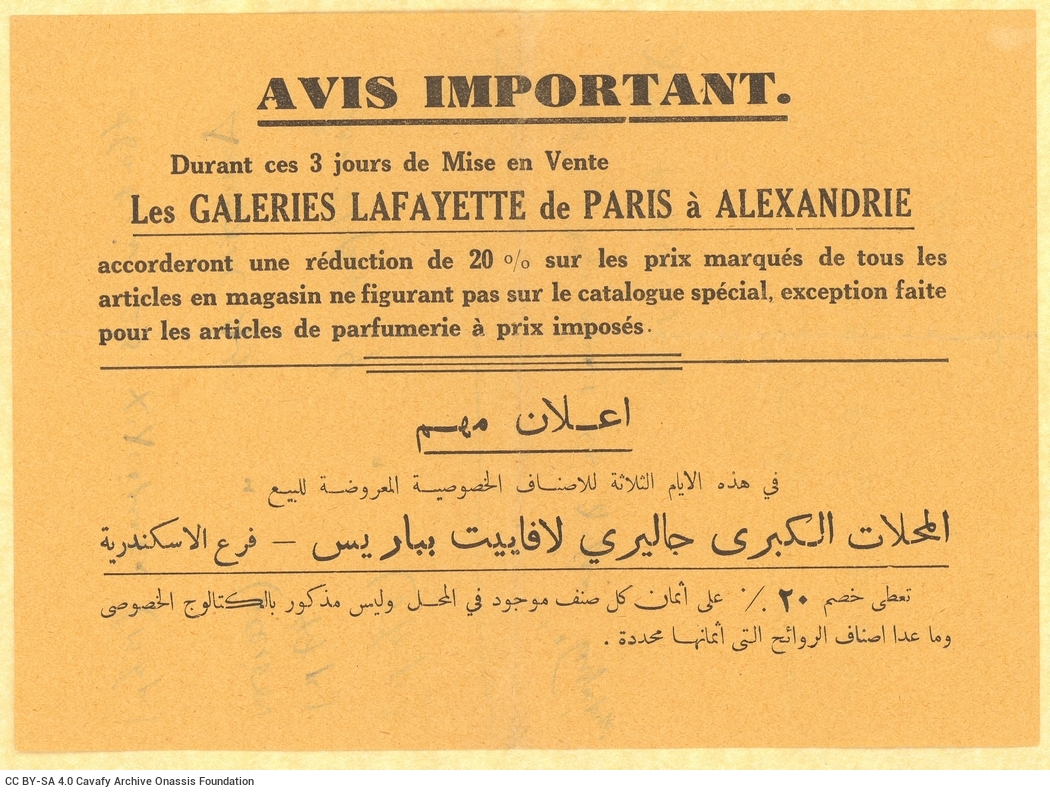 AVIS IMPORTANT.
Durant ces 3 jours de Mise en Vente
Les GALERIES LAFAYETTE de PARIS à ALEXANDRIE
accorderont une réduction de 20 % sur les prix marqués de tous les
articles en magasin ne figurant pas sur le catalogue spécial, exception faite
pour les articles de parfumerie à prix imposés.
اعلان مهم
في هذه الايام الثلاثة للاصناف الخصوصية المعروضة للبيع
المحلات الكبرى جاليري لافاييت بباريس — فرع الاسكندرية
تعطى خصم ٢٠ ٪ على أثمان كل صنف موجود في المحل وليس مذكور بالكتالوج الخصوصى
وما عدا اصناف الروائح التى أثمانها محددة .
CC BY-SA 4.0 Cavafy Archive Onassis Foundation